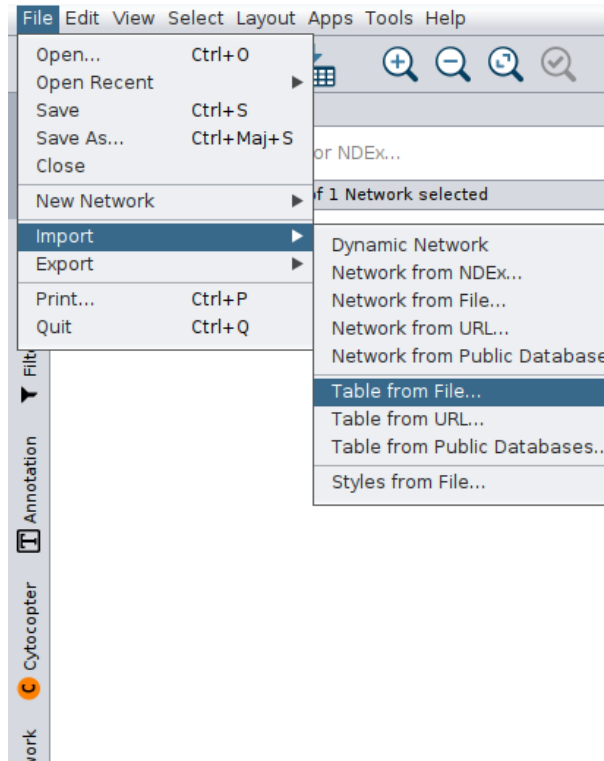 File Edit View Select Layout Apps Tools Help
Open... Ctrl+O
Open Recent
Save Ctrl+S
Save As... Ctrl+Maj+S
Close
New Network
Import
Export
Print... Ctrl+P
Quit Ctrl+Q
or NDEx...
of 1 Network selected
Dynamic Network
Network from NDEx...
Network from File...
Network from URL...
Network from Public Database
Table from File...
Table from URL...
Table from Public Databases..
Styles from File...
Annotation
Cytocopter